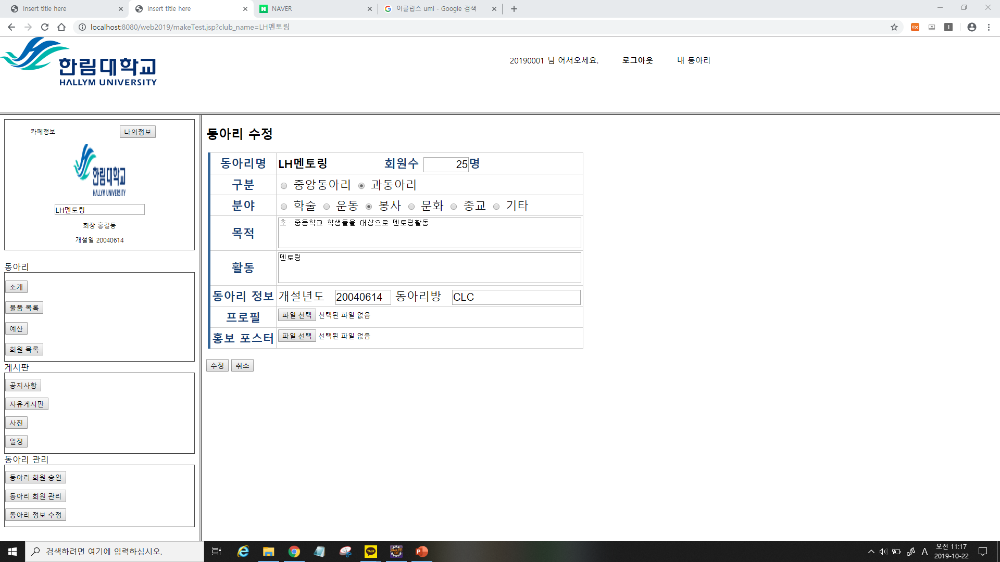 Insert title here
Insert title here
NAVER
이클립스 uml - Google 검색
localhost:8080/web2019/makeTest.jsp?club_name=LH멘토링
한림대학교
HALLYM UNIVERSITY
20190001 님 어서오세요. 로그아웃 내 동아리
카페정보 나의정보
한림대학교
HALLYM UNIVERSITY
LH멘토링
회장 홍길동
개설일 20040614
동아리
소개
물품 목록
예산
회원 목록
게시판
공지사항
자유게시판
사진
일정
동아리 관리
동아리 회원 승인
동아리 회원 관리
동아리 정보 수정
동아리 수정
동아리명 LH멘토링 회원수 25명
구분 중앙동아리 과동아리
분야 학술 운동 봉사 문화 종교 기타
목적 초·중등학교 학생들을 대상으로 멘토링활동
활동 멘토링
동아리 정보 개설년도 20040614 동아리방 CLC
프로필 파일 선택 선택된 파일 없음
홍보 포스터 파일 선택 선택된 파일 없음
수정 취소
검색하려면 여기에 입력하십시오.
TALK
A
오전 11:17
2019-10-22